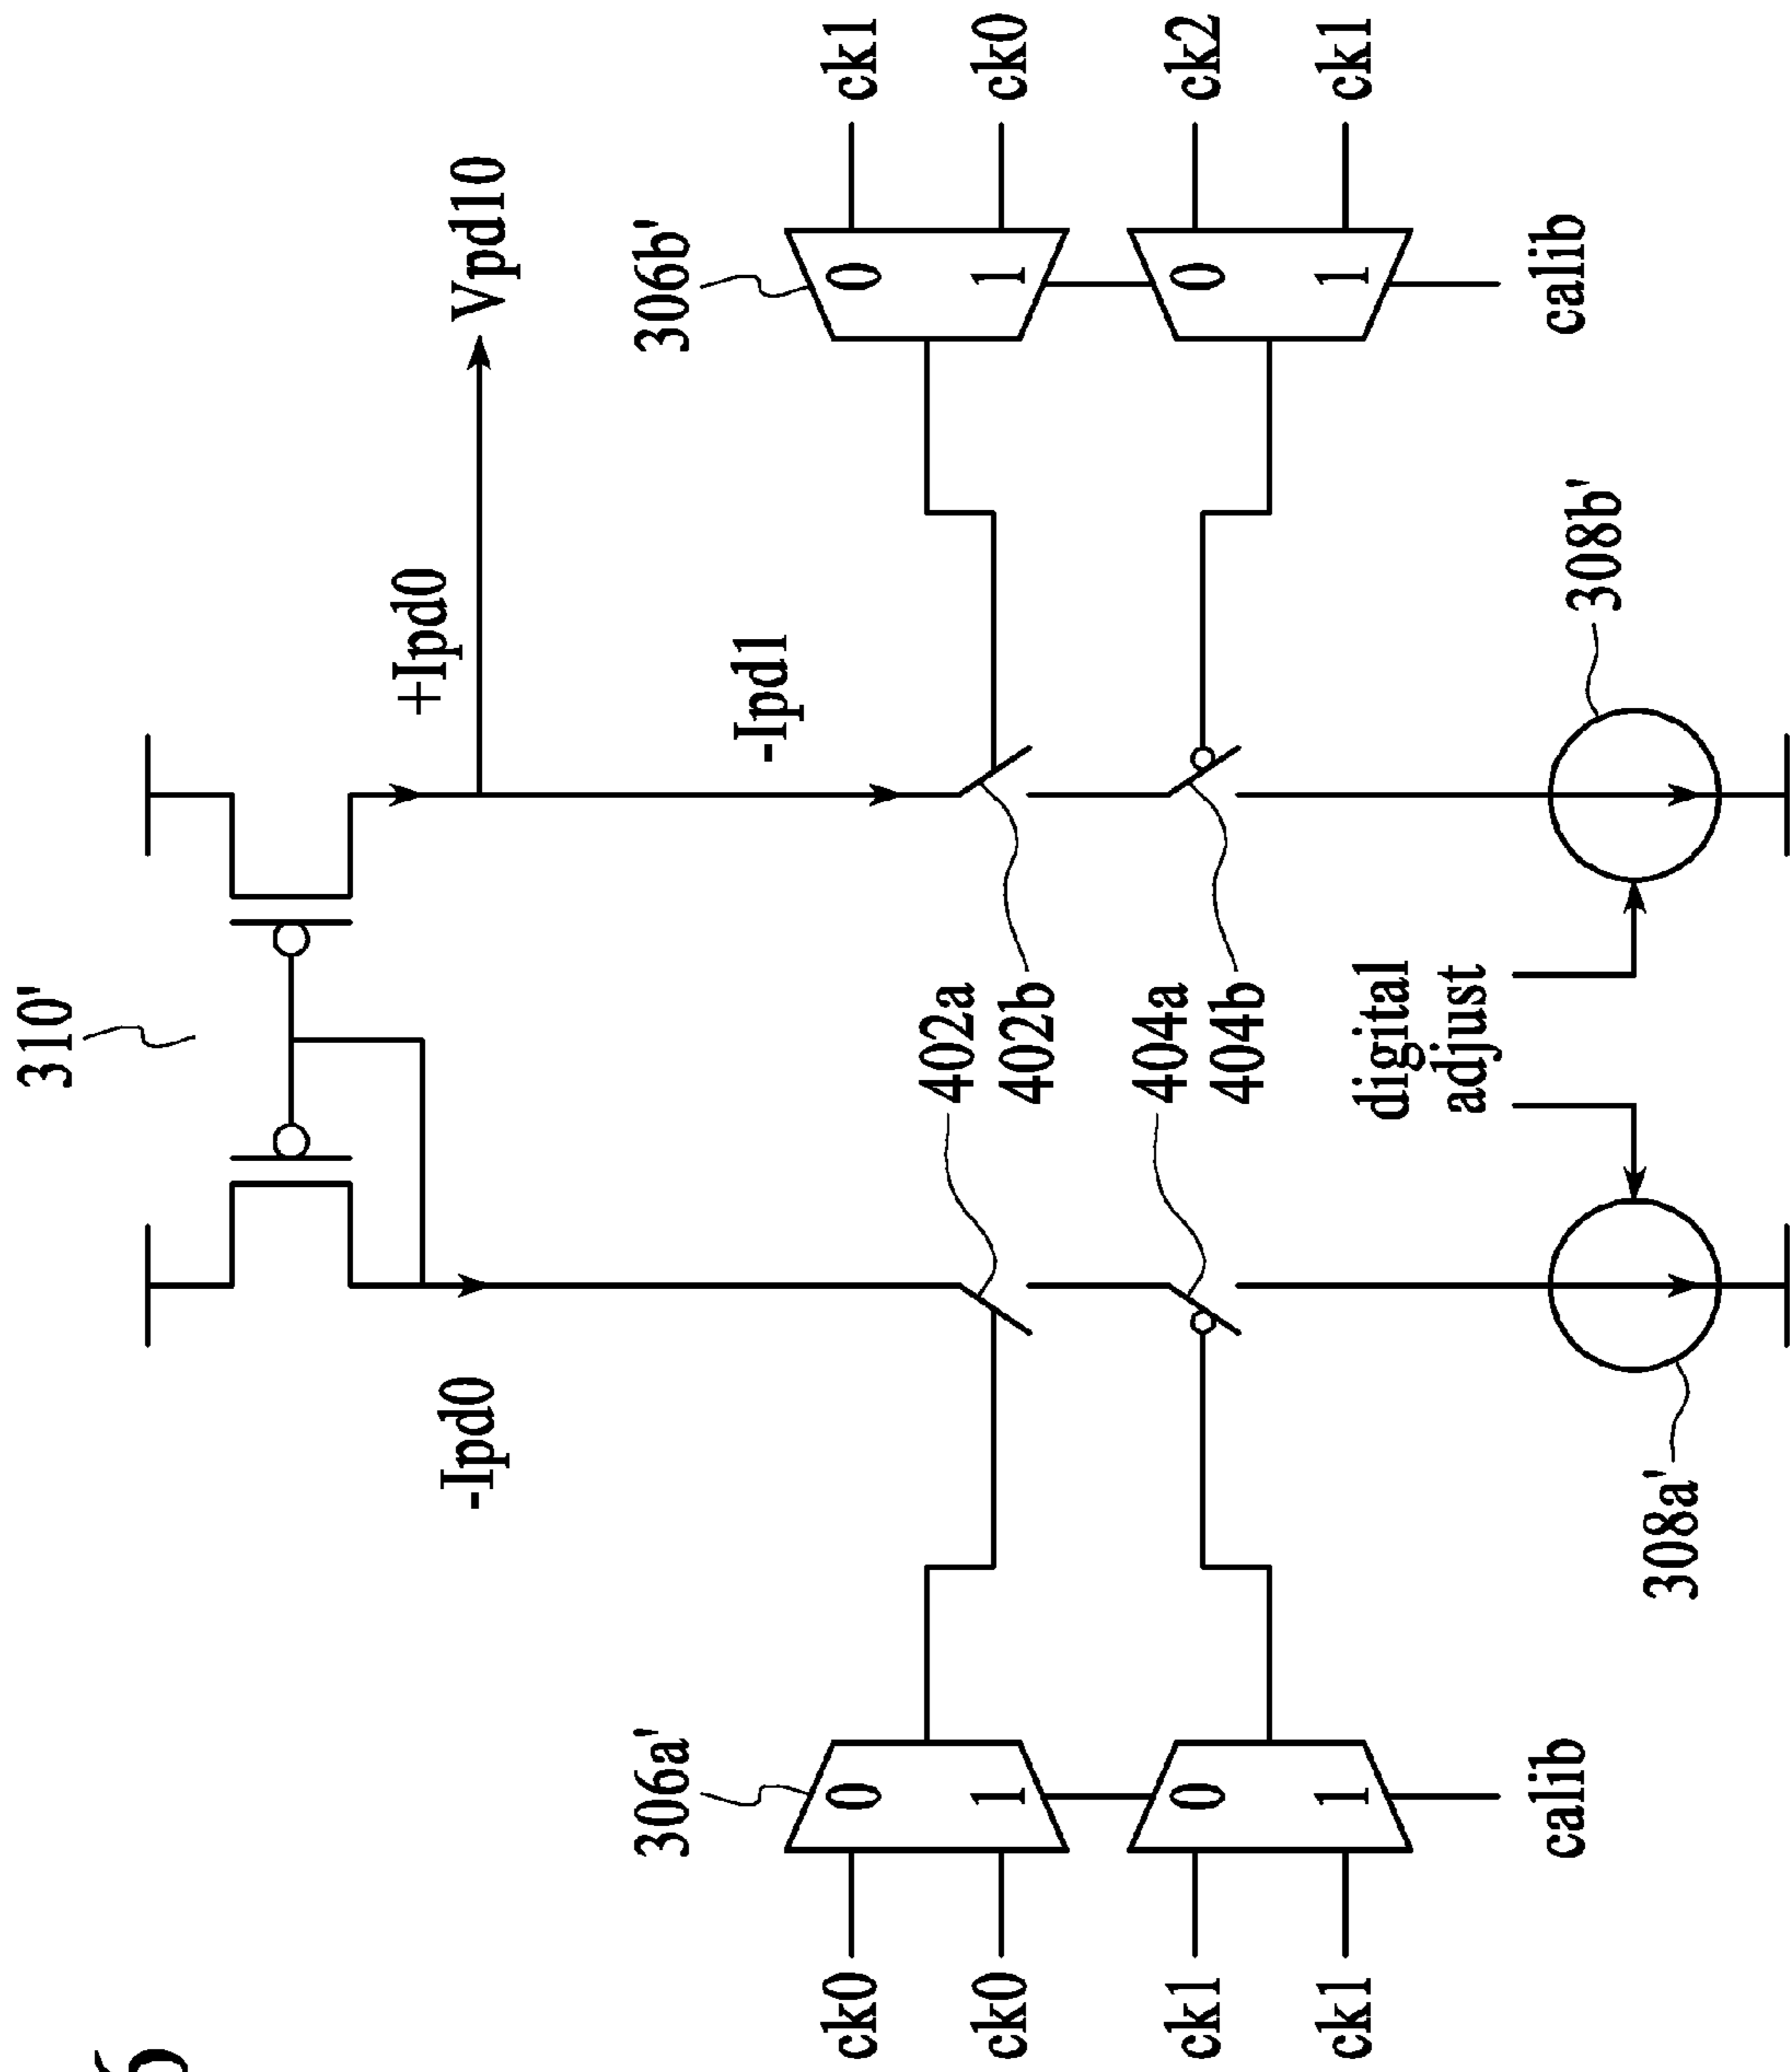 310'
+Ipd0
-Ipd0
Vpd10
306a'
306b'
-Ipd1
ck0
0
0
ck1
402a
ck0
1
402b
1
ck0
404a
ck1
0
0
ck2
404b
ck1
1
1
ck1
digital
adjust
calib
calib
308b'
308a'